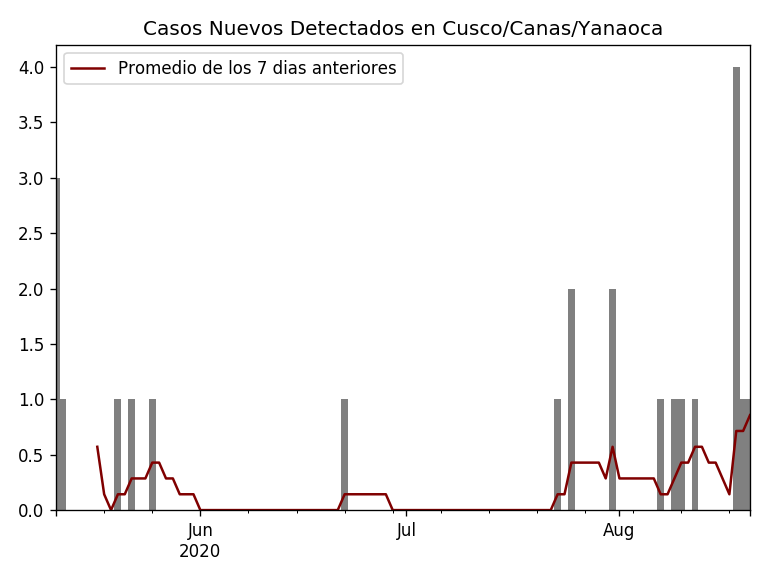 Casos Nuevos Detectados en Cusco/Canas/Yanaoca
Promedio de los 7 dias anteriores
4.0
3.5
3.0
2.5
2.0
1.5
1.0
0.5
0.0
Jun
2020
Jul
Aug